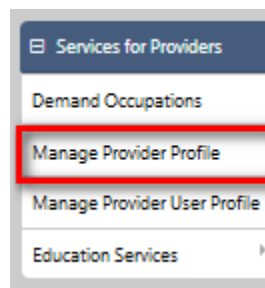 Services for Providers
Demand Occupations
Manage Provider Profile
Manage Provider User Profile
Education Services